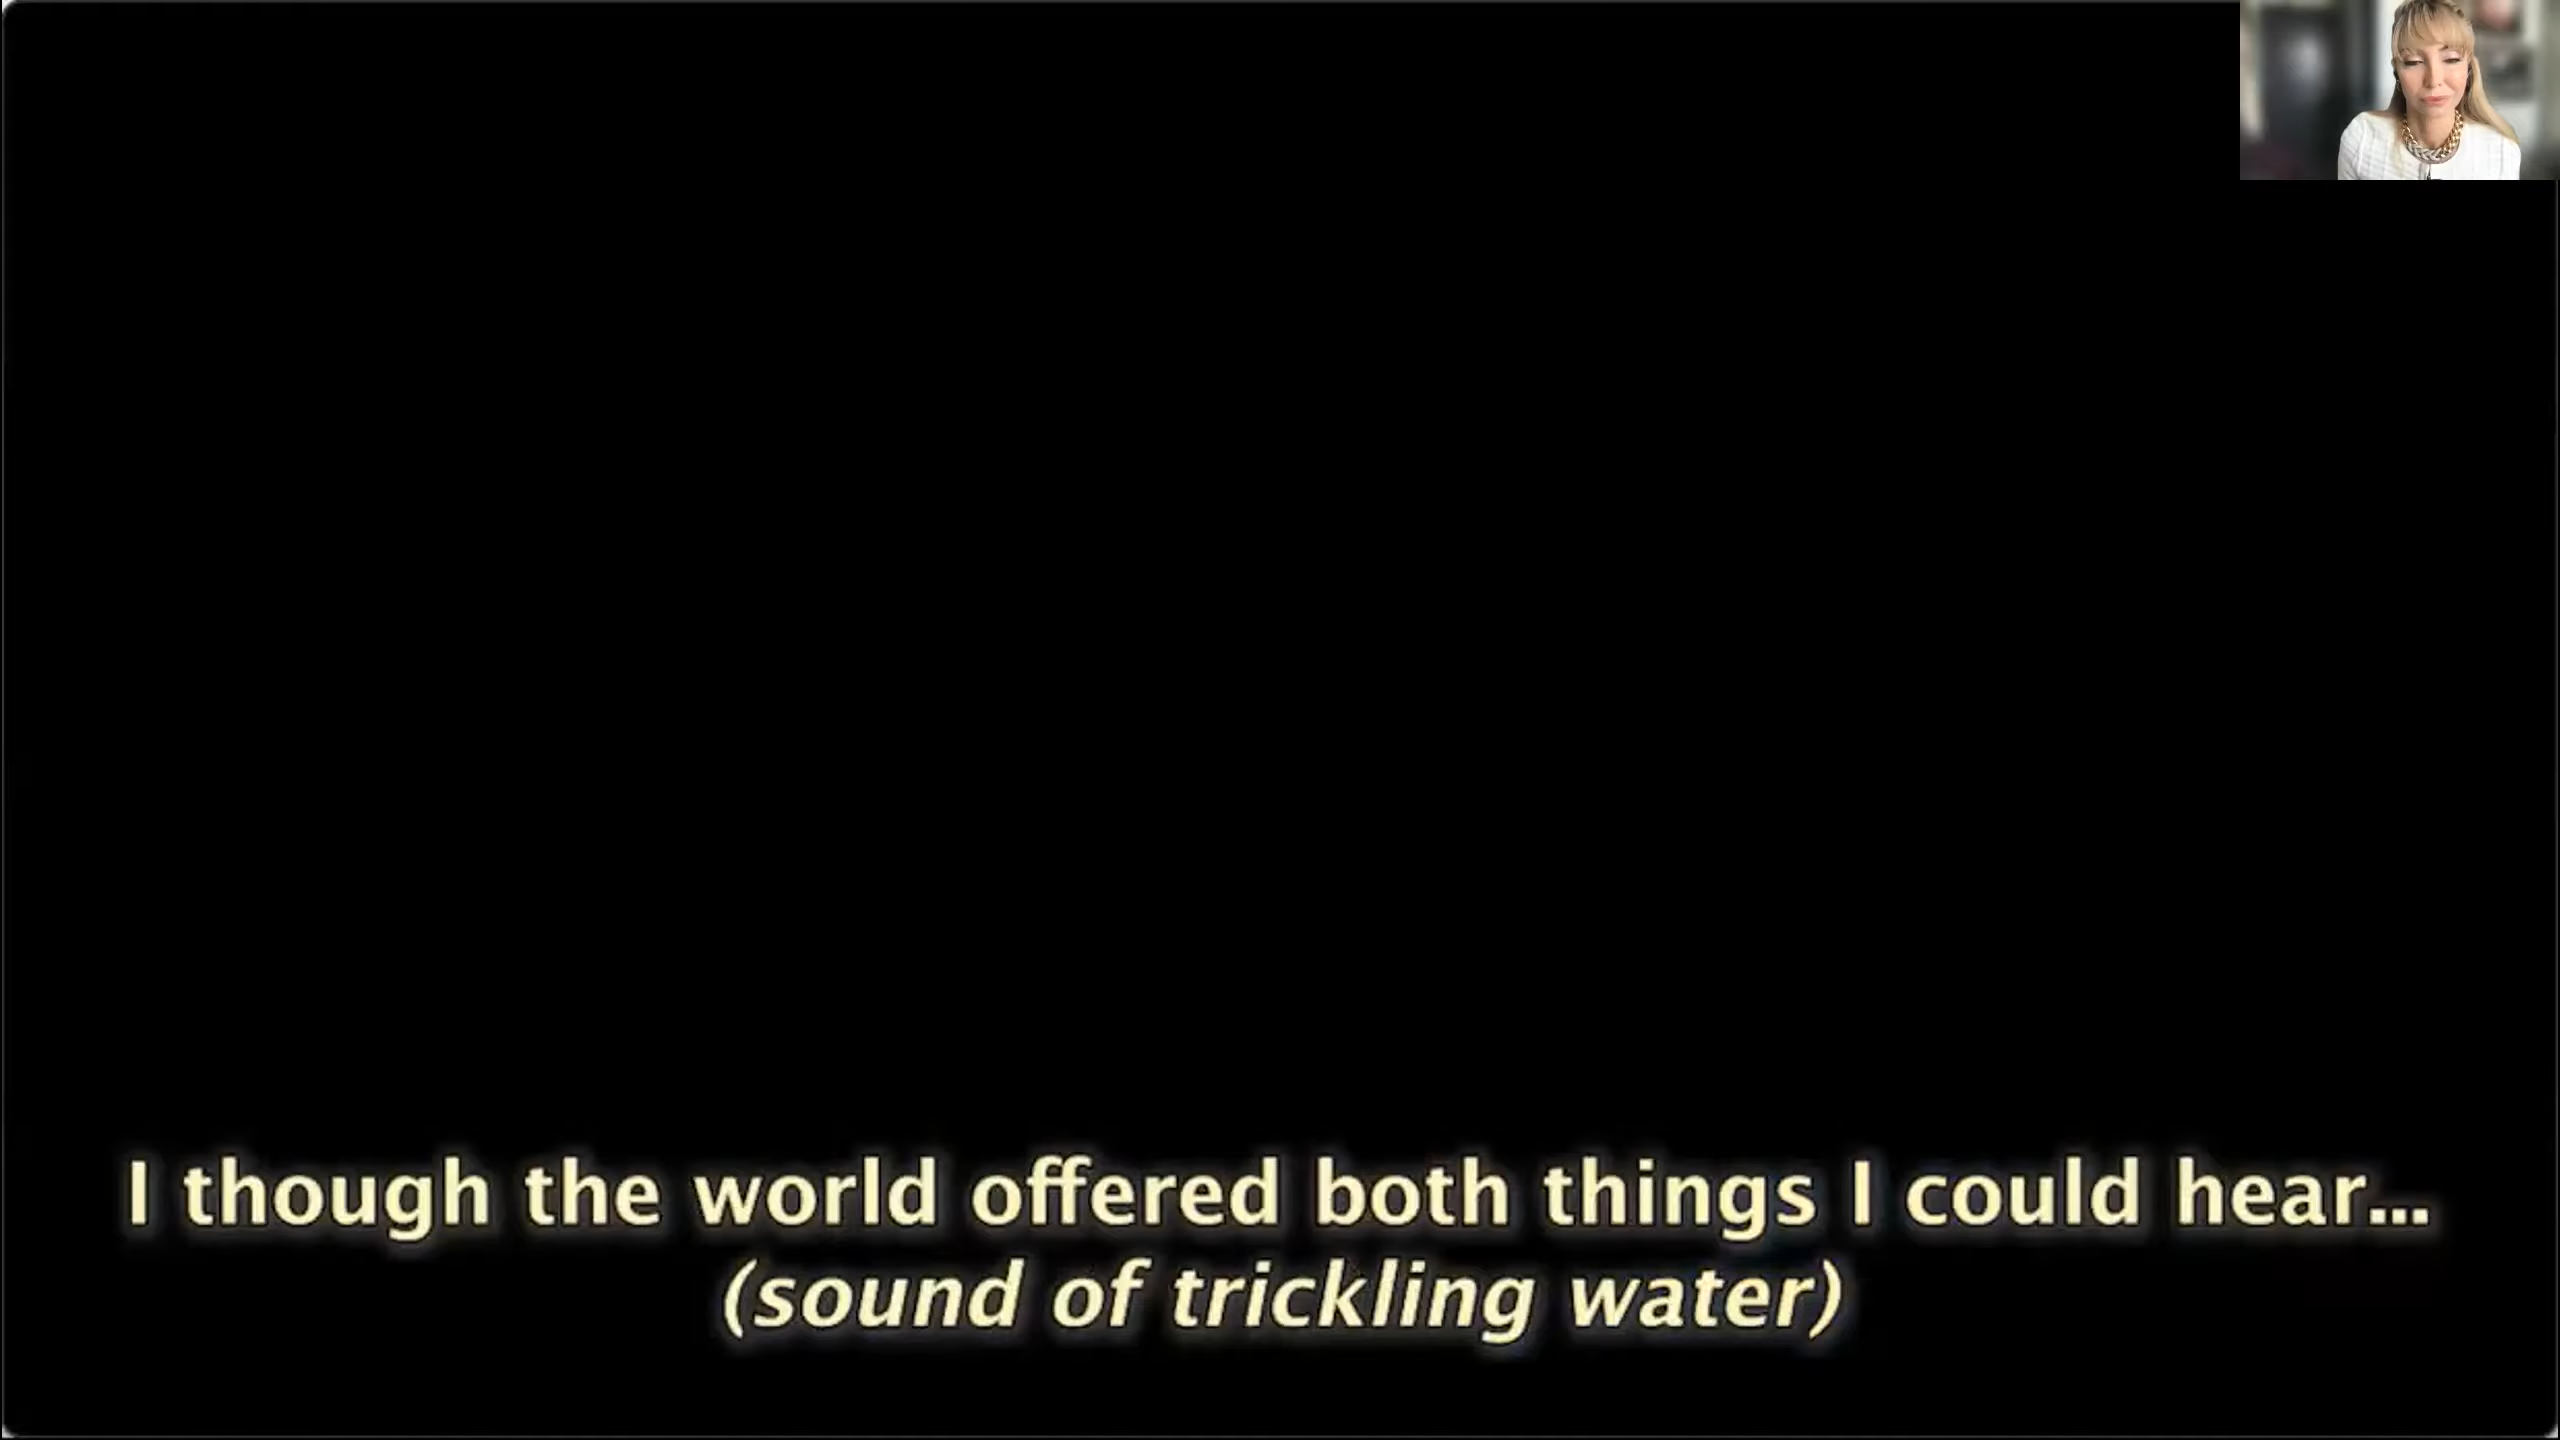 I though the world offered both things I could hear...
(sound of trickling water)